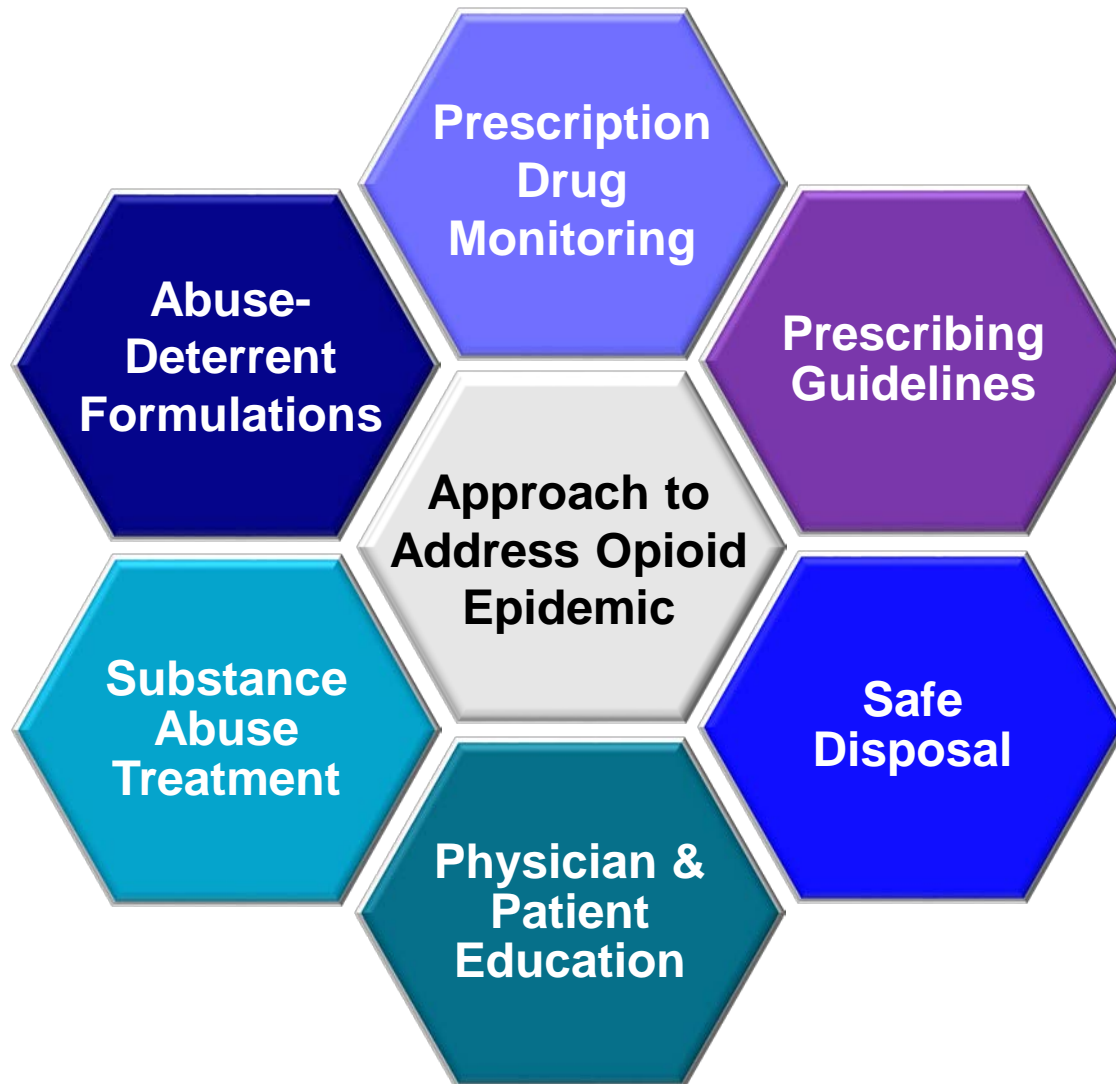 Prescription
Drug
Monitoring
Abuse-
Deterrent
Formulations
Prescribing
Guidelines
Approach to
Address Opioid
Epidemic
Substance
Abuse
Treatment
Safe
Disposal
Physician &
Patient
Education